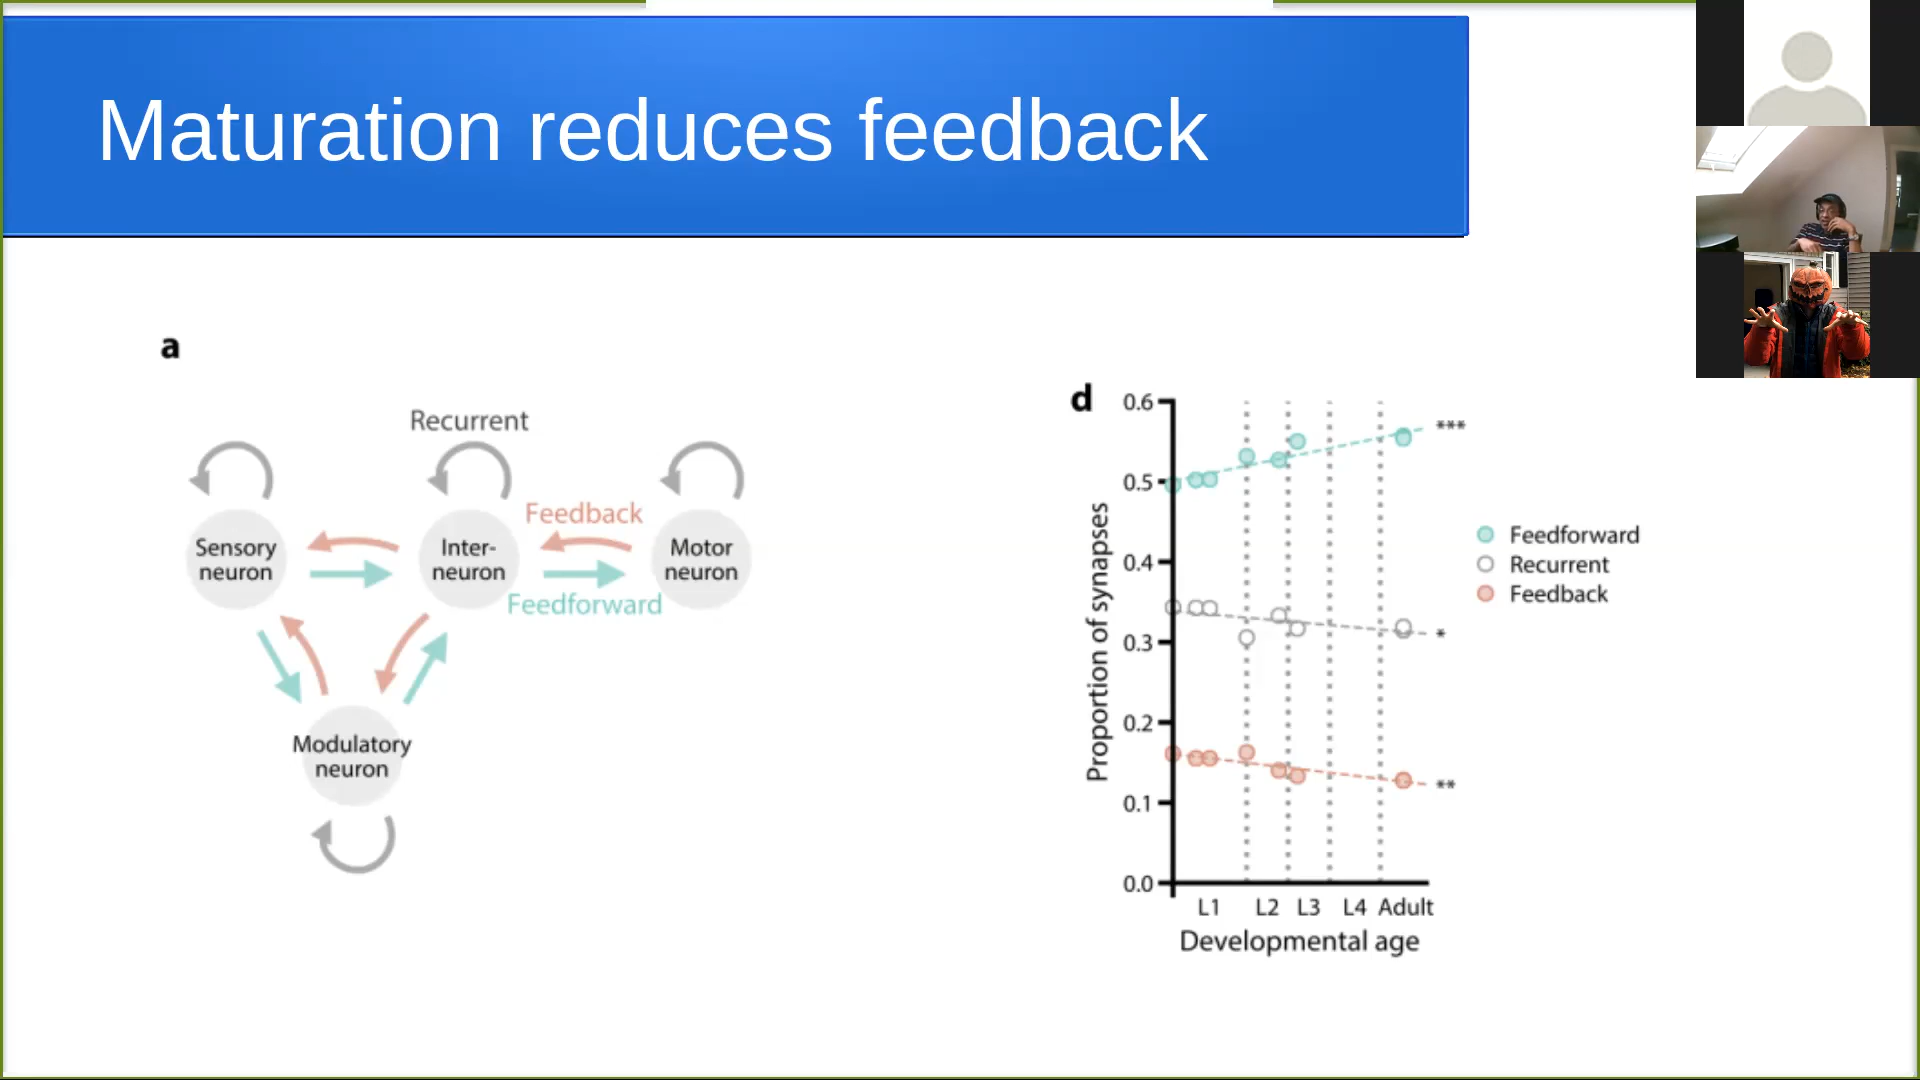 Maturation reduces feedback
a
Recurrent
Feedback
Sensory
neuron
Inter-
neuron
Motor
neuron
Feedforward
Modulatory
neuron
d
0.6
0.5
0.4
0.3
0.2
0.1
0.0
Proportion of synapses
***
*
**
L1 L2 L3 L4 Adult
Developmental age
Feedforward
Recurrent
Feedback